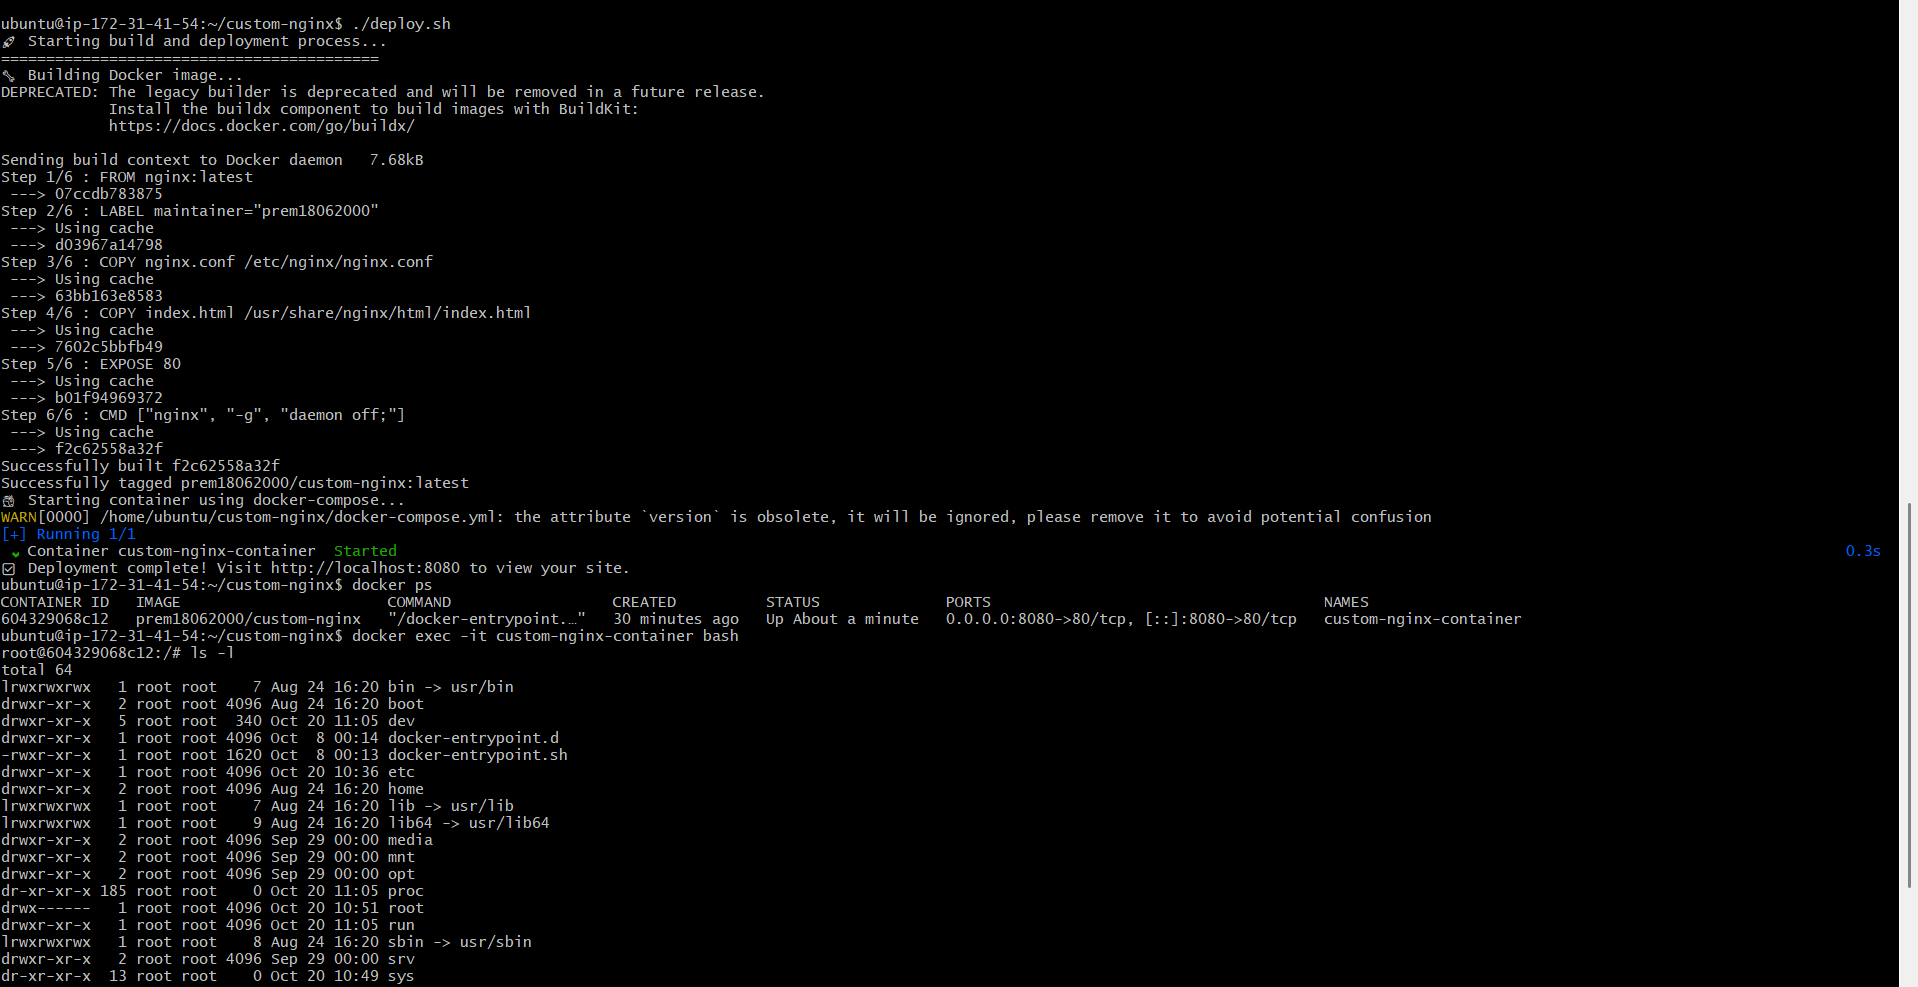 ubuntu@ip-172-31-41-54:~/custom-nginx$ ./deploy.sh
🚀 Starting build and deployment process...
==========================================
🔧 Building Docker image...
DEPRECATED: The legacy builder is deprecated and will be removed in a future release.
            Install the buildx component to build images with BuildKit:
            https://docs.docker.com/go/buildx/

Sending build context to Docker daemon   7.68kB
Step 1/6 : FROM nginx:latest
 ---> 07ccdb783875
Step 2/6 : LABEL maintainer="prem18062000"
 ---> Using cache
 ---> d03967a14798
Step 3/6 : COPY nginx.conf /etc/nginx/nginx.conf
 ---> Using cache
 ---> 63bb163e8583
Step 4/6 : COPY index.html /usr/share/nginx/html/index.html
 ---> Using cache
 ---> 7602c5bbfb49
Step 5/6 : EXPOSE 80
 ---> Using cache
 ---> b01f94969372
Step 6/6 : CMD ["nginx", "-g", "daemon off;"]
 ---> Using cache
 ---> f2c62558a32f
Successfully built f2c62558a32f
Successfully tagged prem18062000/custom-nginx:latest
🐳 Starting container using docker-compose...
WARN[0000] /home/ubuntu/custom-nginx/docker-compose.yml: the attribute `version` is obsolete, it will be ignored, please remove it to avoid potential confusion
[+] Running 1/1
 ✔ Container custom-nginx-container  Started 0.3s
☑ Deployment complete! Visit http://localhost:8080 to view your site.
ubuntu@ip-172-31-41-54:~/custom-nginx$ docker ps
CONTAINER ID   IMAGE                       COMMAND                  CREATED          STATUS              PORTS                                     NAMES
604329068c12   prem18062000/custom-nginx   "/docker-entrypoint.…"   30 minutes ago   Up About a minute   0.0.0.0:8080->80/tcp, [::]:8080->80/tcp   custom-nginx-container
ubuntu@ip-172-31-41-54:~/custom-nginx$ docker exec -it custom-nginx-container bash
root@604329068c12:/# ls -l
total 64
lrwxrwxrwx   1 root root    7 Aug 24 16:20 bin -> usr/bin
drwxr-xr-x   2 root root 4096 Aug 24 16:20 boot
drwxr-xr-x   5 root root  340 Oct 20 11:05 dev
drwxr-xr-x   1 root root 4096 Oct  8 00:14 docker-entrypoint.d
-rwxr-xr-x   1 root root 1620 Oct  8 00:13 docker-entrypoint.sh
drwxr-xr-x   1 root root 4096 Oct 20 10:36 etc
drwxr-xr-x   2 root root 4096 Aug 24 16:20 home
lrwxrwxrwx   1 root root    7 Aug 24 16:20 lib -> usr/lib
lrwxrwxrwx   1 root root    9 Aug 24 16:20 lib64 -> usr/lib64
drwxr-xr-x   2 root root 4096 Sep 29 00:00 media
drwxr-xr-x   2 root root 4096 Sep 29 00:00 mnt
drwxr-xr-x   2 root root 4096 Sep 29 00:00 opt
dr-xr-xr-x 185 root root    0 Oct 20 11:05 proc
drwx------   1 root root 4096 Oct 20 10:51 root
drwxr-xr-x   1 root root 4096 Oct 20 11:05 run
lrwxrwxrwx   1 root root    8 Aug 24 16:20 sbin -> usr/sbin
drwxr-xr-x   2 root root 4096 Sep 29 00:00 srv
dr-xr-xr-x  13 root root    0 Oct 20 10:49 sys